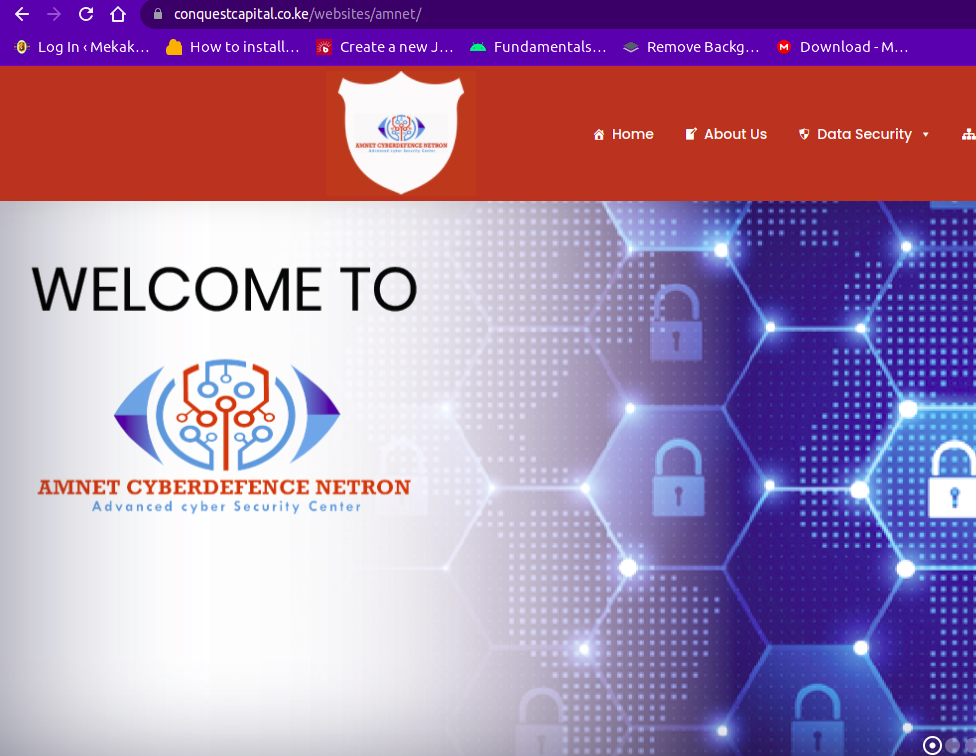 conquestcapital.co.ke/websites/amnet/
Log In ‹ Mekak… How to install… Create a new J… Fundamentals… Remove Backg… Download - M…
AMNET CYBERDEFENCE NETRON
Advanced cyber Security Center
Home About Us Data Security
WELCOME TO
AMNET CYBERDEFENCE NETRON
Advanced cyber Security Center